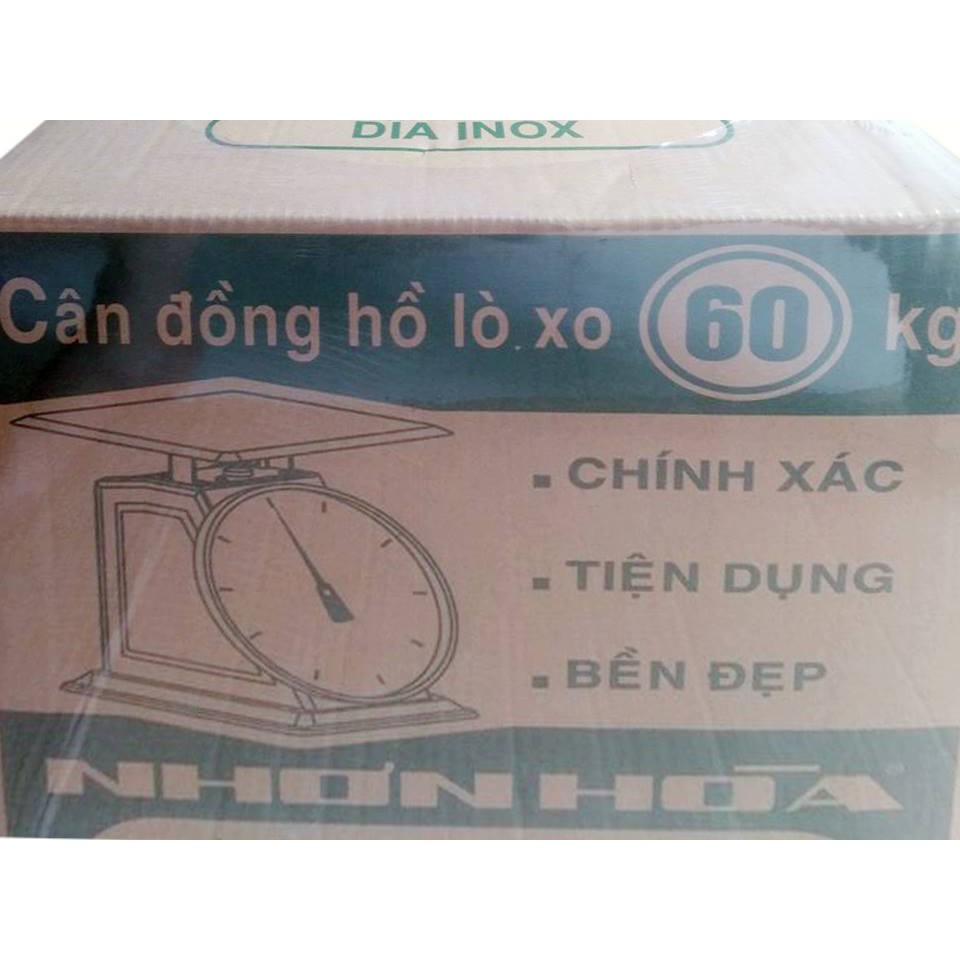 DIA INOX
Cân đồng hồ lò xo 60 kg
▪ CHÍNH XÁC
▪ TIỆN DỤNG
▪ BỀN ĐẸP
NHƠN HÒA®